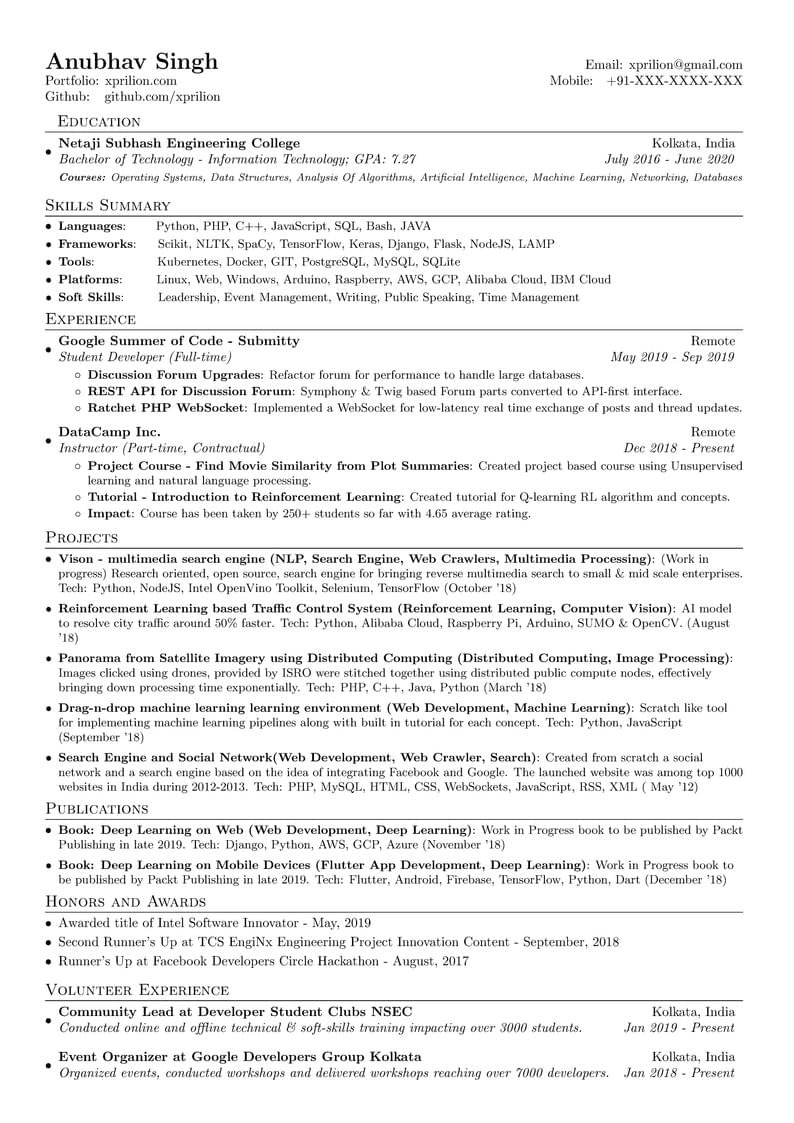 Anubhav Singh
Email: xprilion@gmail.com
Portfolio: xprilion.com
Mobile: +91-XXX-XXXX-XXX
Github: github.com/xprilion
Education
• Netaji Subhash Engineering College Kolkata, India
Bachelor of Technology - Information Technology; GPA: 7.27 July 2016 - June 2020
Courses: Operating Systems, Data Structures, Analysis Of Algorithms, Artificial Intelligence, Machine Learning, Networking, Databases
Skills Summary
• Languages: Python, PHP, C++, JavaScript, SQL, Bash, JAVA
• Frameworks: Scikit, NLTK, SpaCy, TensorFlow, Keras, Django, Flask, NodeJS, LAMP
• Tools: Kubernetes, Docker, GIT, PostgreSQL, MySQL, SQLite
• Platforms: Linux, Web, Windows, Arduino, Raspberry, AWS, GCP, Alibaba Cloud, IBM Cloud
• Soft Skills: Leadership, Event Management, Writing, Public Speaking, Time Management
Experience
• Google Summer of Code - Submitty Remote
Student Developer (Full-time) May 2019 - Sep 2019
◦ Discussion Forum Upgrades: Refactor forum for performance to handle large databases.
◦ REST API for Discussion Forum: Symphony & Twig based Forum parts converted to API-first interface.
◦ Ratchet PHP WebSocket: Implemented a WebSocket for low-latency real time exchange of posts and thread updates.
• DataCamp Inc. Remote
Instructor (Part-time, Contractual) Dec 2018 - Present
◦ Project Course - Find Movie Similarity from Plot Summaries: Created project based course using Unsupervised
learning and natural language processing.
◦ Tutorial - Introduction to Reinforcement Learning: Created tutorial for Q-learning RL algorithm and concepts.
◦ Impact: Course has been taken by 250+ students so far with 4.65 average rating.
Projects
• Vison - multimedia search engine (NLP, Search Engine, Web Crawlers, Multimedia Processing): (Work in
progress) Research oriented, open source, search engine for bringing reverse multimedia search to small & mid scale enterprises.
Tech: Python, NodeJS, Intel OpenVino Toolkit, Selenium, TensorFlow (October '18)
• Reinforcement Learning based Traffic Control System (Reinforcement Learning, Computer Vision): AI model
to resolve city traffic around 50% faster. Tech: Python, Alibaba Cloud, Raspberry Pi, Arduino, SUMO & OpenCV. (August
'18)
• Panorama from Satellite Imagery using Distributed Computing (Distributed Computing, Image Processing):
Images clicked using drones, provided by ISRO were stitched together using distributed public compute nodes, effectively
bringing down processing time exponentially. Tech: PHP, C++, Java, Python (March '18)
• Drag-n-drop machine learning learning environment (Web Development, Machine Learning): Scratch like tool
for implementing machine learning pipelines along with built in tutorial for each concept. Tech: Python, JavaScript
(September '18)
• Search Engine and Social Network(Web Development, Web Crawler, Search): Created from scratch a social
network and a search engine based on the idea of integrating Facebook and Google. The launched website was among top 1000
websites in India during 2012-2013. Tech: PHP, MySQL, HTML, CSS, WebSockets, JavaScript, RSS, XML ( May '12)
Publications
• Book: Deep Learning on Web (Web Development, Deep Learning): Work in Progress book to be published by Packt
Publishing in late 2019. Tech: Django, Python, AWS, GCP, Azure (November '18)
• Book: Deep Learning on Mobile Devices (Flutter App Development, Deep Learning): Work in Progress book to
be published by Packt Publishing in late 2019. Tech: Flutter, Android, Firebase, TensorFlow, Python, Dart (December '18)
Honors and Awards
• Awarded title of Intel Software Innovator - May, 2019
• Second Runner's Up at TCS EngiNx Engineering Project Innovation Content - September, 2018
• Runner's Up at Facebook Developers Circle Hackathon - August, 2017
Volunteer Experience
• Community Lead at Developer Student Clubs NSEC Kolkata, India
Conducted online and offline technical & soft-skills training impacting over 3000 students. Jan 2019 - Present
• Event Organizer at Google Developers Group Kolkata Kolkata, India
Organized events, conducted workshops and delivered workshops reaching over 7000 developers. Jan 2018 - Present